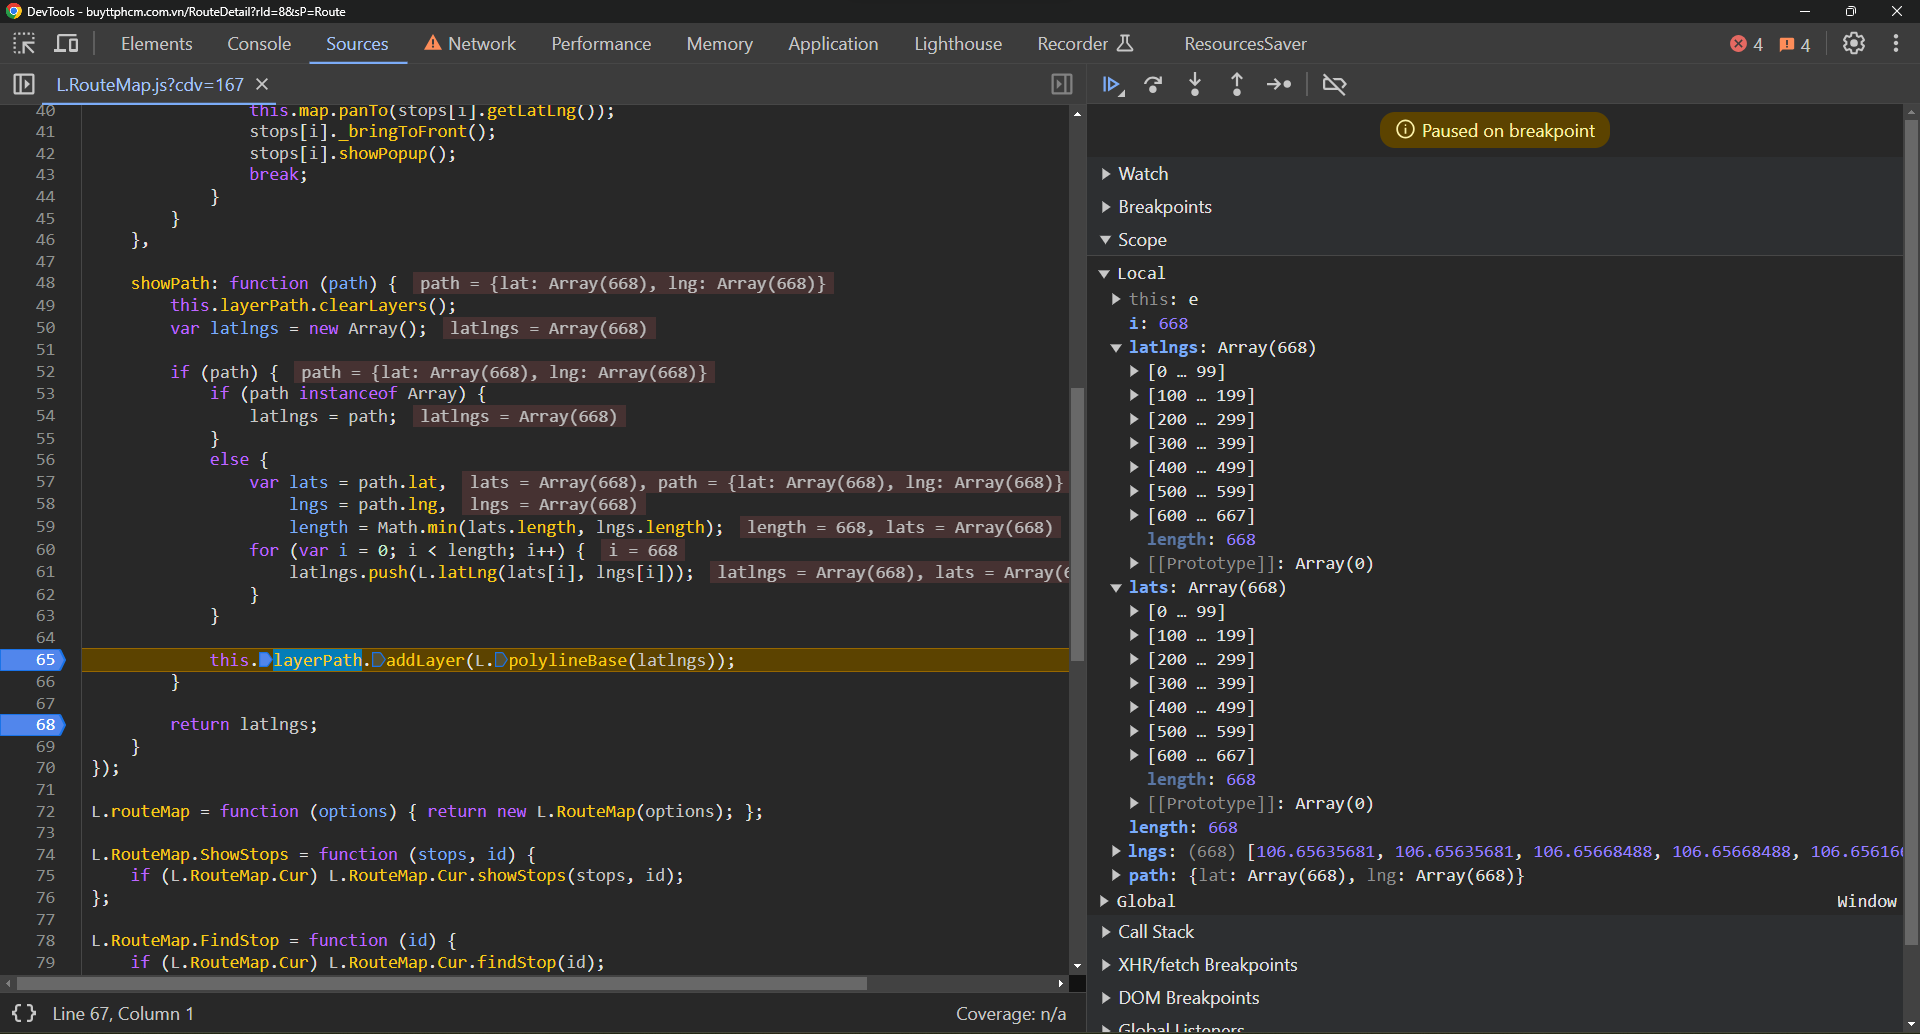 DevTools - buyttphcm.com.vn/RouteDetail?rId=8&sP=Route
Elements Console Sources Network Performance Memory Application Lighthouse Recorder ResourcesSaver 4 4
L.RouteMap.js?cdv=167
40 this.map.panTo(stops[i].getLatLng());
41 stops[i]._bringToFront();
42 stops[i].showPopup();
43 break;
44 }
45 }
46 },
47
48 showPath: function (path) { path = {lat: Array(668), lng: Array(668)}
49 this.layerPath.clearLayers();
50 var latlngs = new Array(); latlngs = Array(668)
51
52 if (path) { path = {lat: Array(668), lng: Array(668)}
53 if (path instanceof Array) {
54 latlngs = path; latlngs = Array(668)
55 }
56 else {
57 var lats = path.lat, lats = Array(668), path = {lat: Array(668), lng: Array(668)}
58 lngs = path.lng, lngs = Array(668)
59 length = Math.min(lats.length, lngs.length); length = 668, lats = Array(668)
60 for (var i = 0; i < length; i++) { i = 668
61 latlngs.push(L.latLng(lats[i], lngs[i])); latlngs = Array(668), lats = Array(6
62 }
63 }
64
65 this.layerPath.addLayer(L.polylineBase(latlngs));
66 }
67
68 return latlngs;
69 }
70 });
71
72 L.routeMap = function (options) { return new L.RouteMap(options); };
73
74 L.RouteMap.ShowStops = function (stops, id) {
75 if (L.RouteMap.Cur) L.RouteMap.Cur.showStops(stops, id);
76 };
77
78 L.RouteMap.FindStop = function (id) {
79 if (L.RouteMap.Cur) L.RouteMap.Cur.findStop(id);
{} Line 67, Column 1 Coverage: n/a
Paused on breakpoint
Watch
Breakpoints
Scope
Local
this: e
i: 668
latlngs: Array(668)
[0 … 99]
[100 … 199]
[200 … 299]
[300 … 399]
[400 … 499]
[500 … 599]
[600 … 667]
length: 668
[[Prototype]]: Array(0)
lats: Array(668)
[0 … 99]
[100 … 199]
[200 … 299]
[300 … 399]
[400 … 499]
[500 … 599]
[600 … 667]
length: 668
[[Prototype]]: Array(0)
length: 668
lngs: (668) [106.65635681, 106.65635681, 106.65668488, 106.65668488, 106.65616
path: {lat: Array(668), lng: Array(668)}
Global Window
Call Stack
XHR/fetch Breakpoints
DOM Breakpoints
Global Listeners